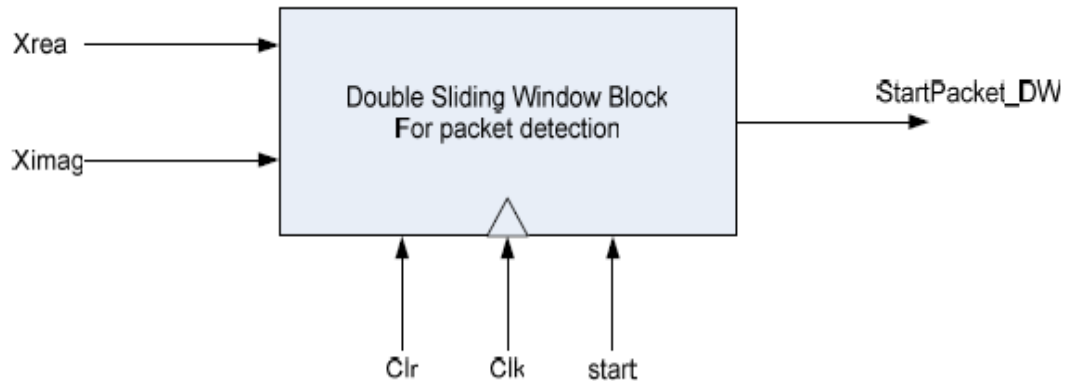 Xrea
Ximag
Double Sliding Window Block
For packet detection
StartPacket_DW
Clr
Clk
start